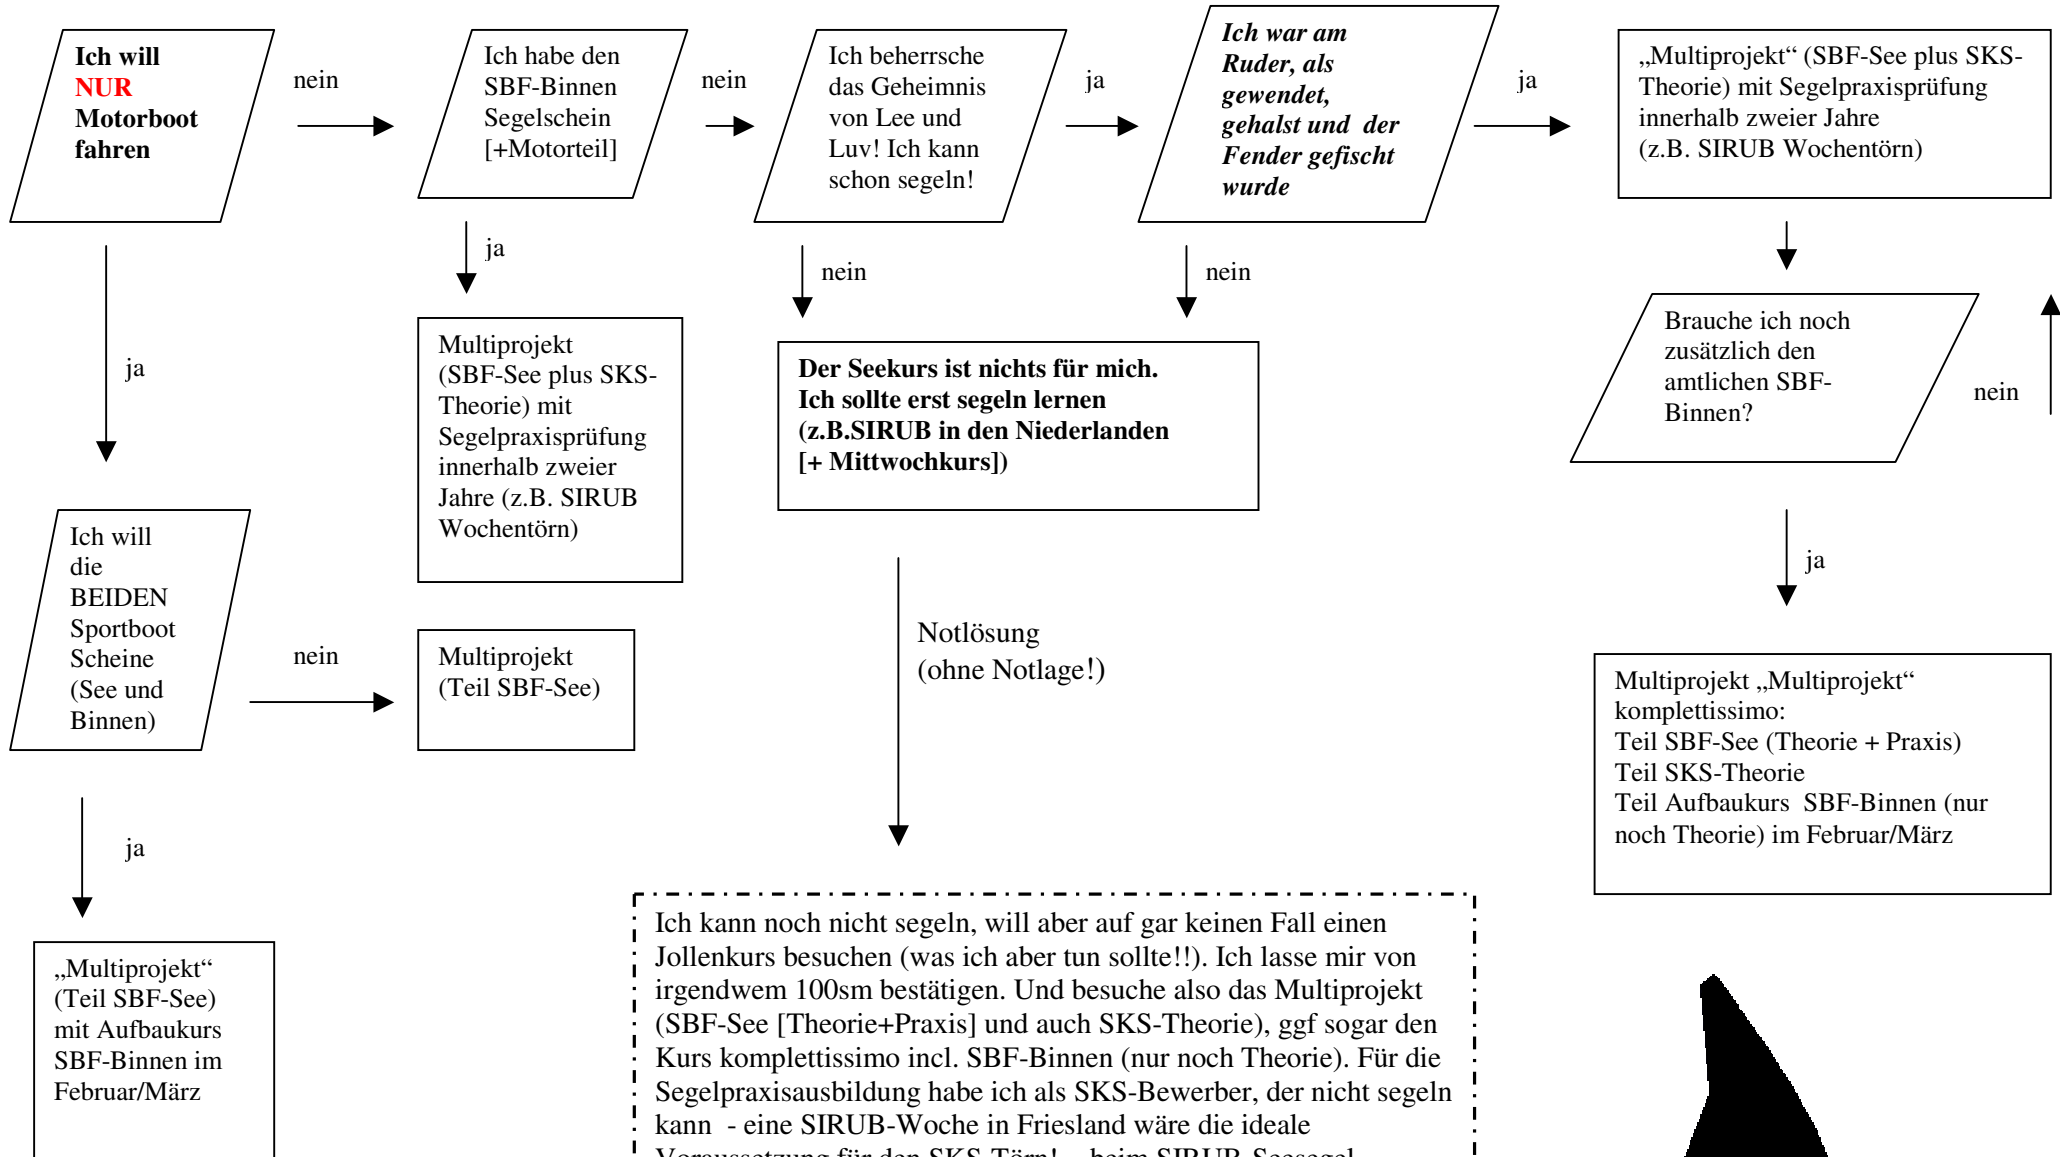 Ich will
NUR
Motorboot
fahren
nein
Ich habe den
SBF-Binnen
Segelschein
[+Motorteil]
nein
Ich beherrsche
das Geheimnis
von Lee und
Luv! Ich kann
schon segeln!
ja
Ich war am
Ruder, als
gewendet,
gehalst und der
Fender gefischt
wurde
ja
„Multiprojekt“ (SBF-See plus SKS-
Theorie) mit Segelpraxisprüfung
innerhalb zweier Jahre
(z.B. SIRUB Wochentörn)
ja
ja
nein
nein
Multiprojekt
(SBF-See plus SKS-
Theorie) mit
Segelpraxisprüfung
innerhalb zweier
Jahre (z.B. SIRUB
Wochentörn)
Der Seekurs ist nichts für mich.
Ich sollte erst segeln lernen
(z.B.SIRUB in den Niederlanden
[+ Mittwochkurs])
Brauche ich noch
zusätzlich den
amtlichen SBF-
Binnen?
nein
ja
Ich will
die
BEIDEN
Sportboot
Scheine
(See und
Binnen)
nein
Multiprojekt
(Teil SBF-See)
Notlösung
(ohne Notlage!)
Multiprojekt „Multiprojekt“
komplettissimo:
Teil SBF-See (Theorie + Praxis)
Teil SKS-Theorie
Teil Aufbaukurs SBF-Binnen (nur
noch Theorie) im Februar/März
ja
„Multiprojekt“
(Teil SBF-See)
mit Aufbaukurs
SBF-Binnen im
Februar/März
Ich kann noch nicht segeln, will aber auf gar keinen Fall einen
Jollenkurs besuchen (was ich aber tun sollte!!). Ich lasse mir von
irgendwem 100sm bestätigen. Und besuche also das Multiprojekt
(SBF-See [Theorie+Praxis] und auch SKS-Theorie), ggf sogar den
Kurs komplettissimo incl. SBF-Binnen (nur noch Theorie). Für die
Segelpraxisausbildung habe ich als SKS-Bewerber, der nicht segeln
kann - eine SIRUB-Woche in Friesland wäre die ideale
Voraussetzung für den SKS-Törn! – beim SIRUB-Seesegel-